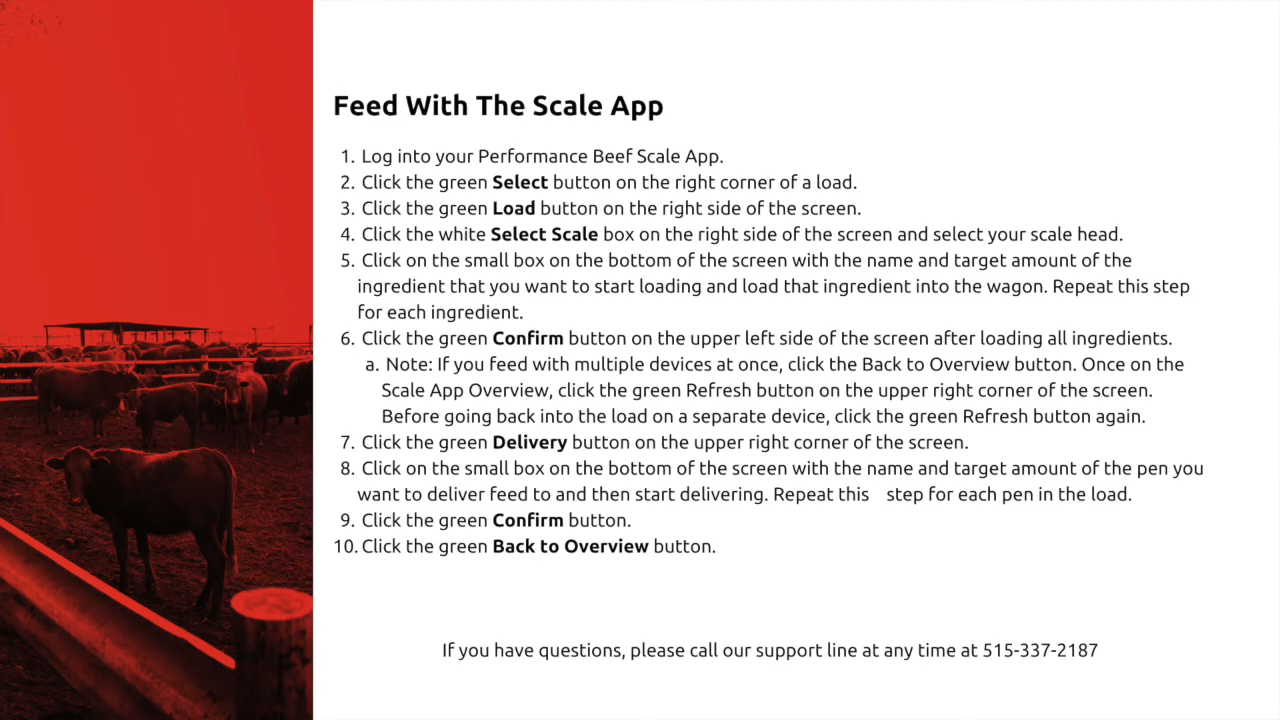 Feed With The Scale App
1. Log into your Performance Beef Scale App.
2. Click the green Select button on the right corner of a load.
3. Click the green Load button on the right side of the screen.
4. Click the white Select Scale box on the right side of the screen and select your scale head.
5. Click on the small box on the bottom of the screen with the name and target amount of the
ingredient that you want to start loading and load that ingredient into the wagon. Repeat this step
for each ingredient.
6. Click the green Confirm button on the upper left side of the screen after loading all ingredients.
a. Note: If you feed with multiple devices at once, click the Back to Overview button. Once on the
Scale App Overview, click the green Refresh button on the upper right corner of the screen.
Before going back into the load on a separate device, click the green Refresh button again.
7. Click the green Delivery button on the upper right corner of the screen.
8. Click on the small box on the bottom of the screen with the name and target amount of the pen you
want to deliver feed to and then start delivering. Repeat this step for each pen in the load.
9. Click the green Confirm button.
10. Click the green Back to Overview button.
If you have questions, please call our support line at any time at 515-337-2187